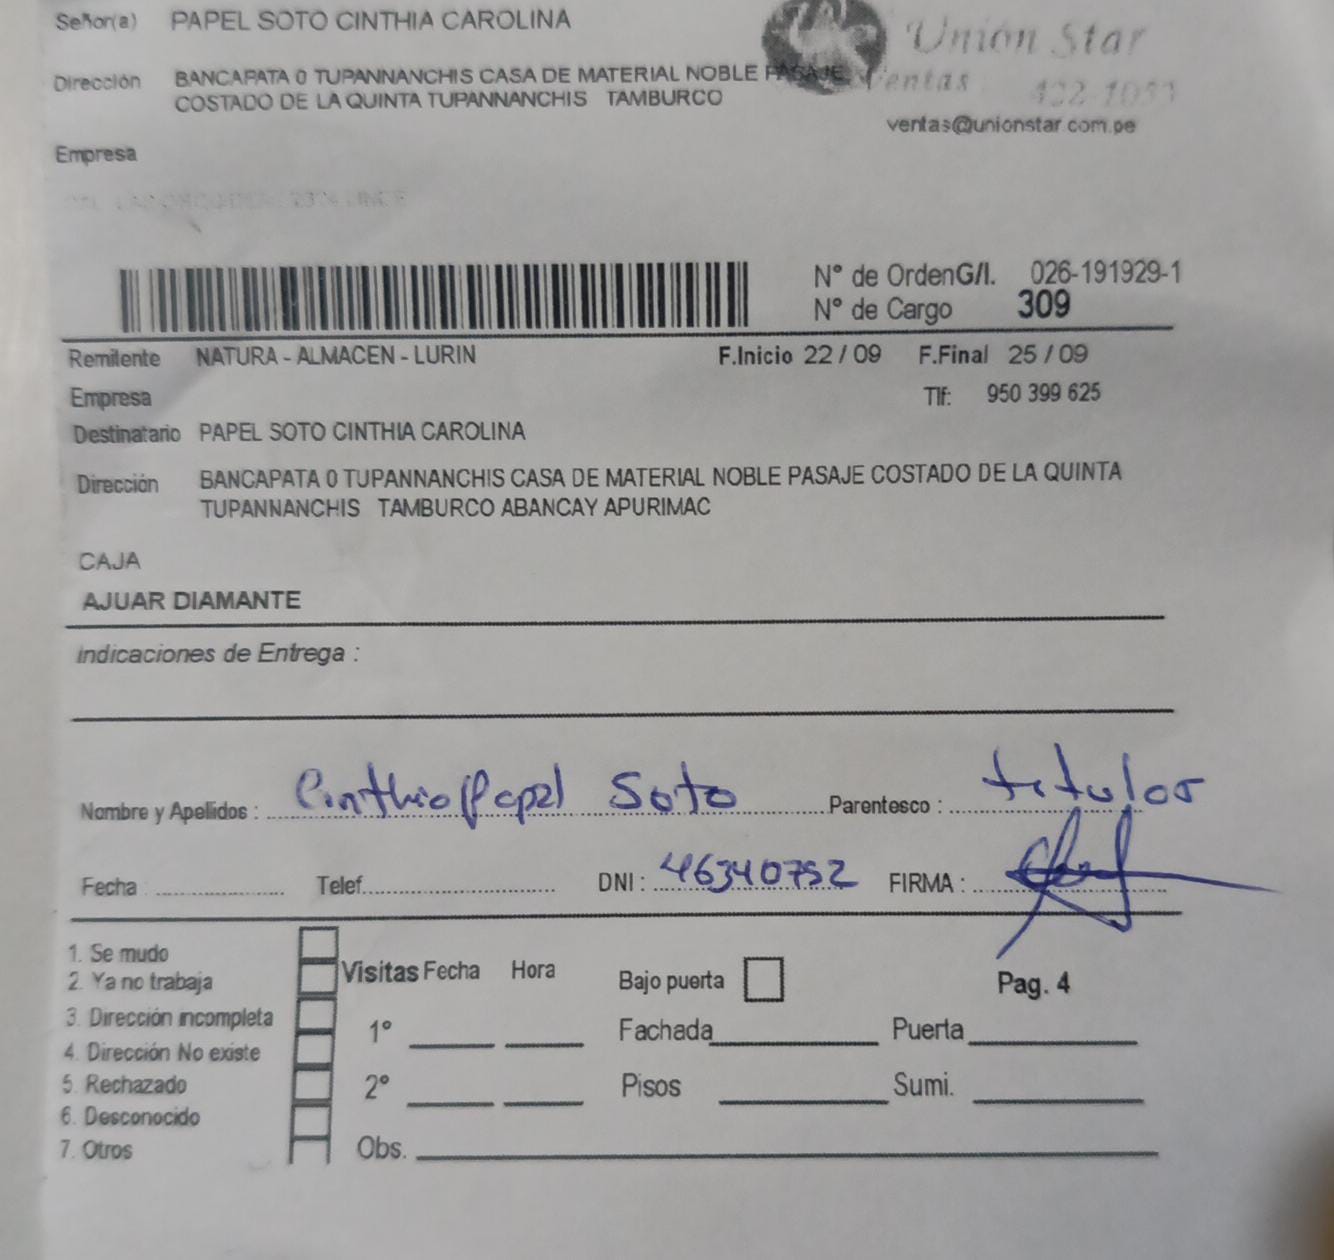 Señor(a) PAPEL SOTO CINTHIA CAROLINA
Unión Star
Dirección BANCAPATA 0 TUPANNANCHIS CASA DE MATERIAL NOBLE PASAJE
COSTADO DE LA QUINTA TUPANNANCHIS TAMBURCO
Ventas 422-1053
ventas@unionstar.com.pe
Empresa
N° de OrdenG/I. 026-191929-1
N° de Cargo 309
Remitente NATURA - ALMACEN - LURIN F.Inicio 22 / 09 F.Final 25 / 09
Empresa Tlf: 950 399 625
Destinatario PAPEL SOTO CINTHIA CAROLINA
Dirección BANCAPATA 0 TUPANNANCHIS CASA DE MATERIAL NOBLE PASAJE COSTADO DE LA QUINTA
TUPANNANCHIS TAMBURCO ABANCAY APURIMAC
CAJA
AJUAR DIAMANTE
Indicaciones de Entrega :
Nombre y Apellidos : Cinthia Papel Soto Parentesco : titular
Fecha : Telef. DNI : 46340752 FIRMA :
1. Se mudo
2. Ya no trabaja
3. Dirección incompleta
4. Dirección No existe
5. Rechazado
6. Desconocido
7. Otros
Visitas Fecha Hora Bajo puerta Pag. 4
1° Fachada Puerta
2° Pisos Sumi.
Obs.